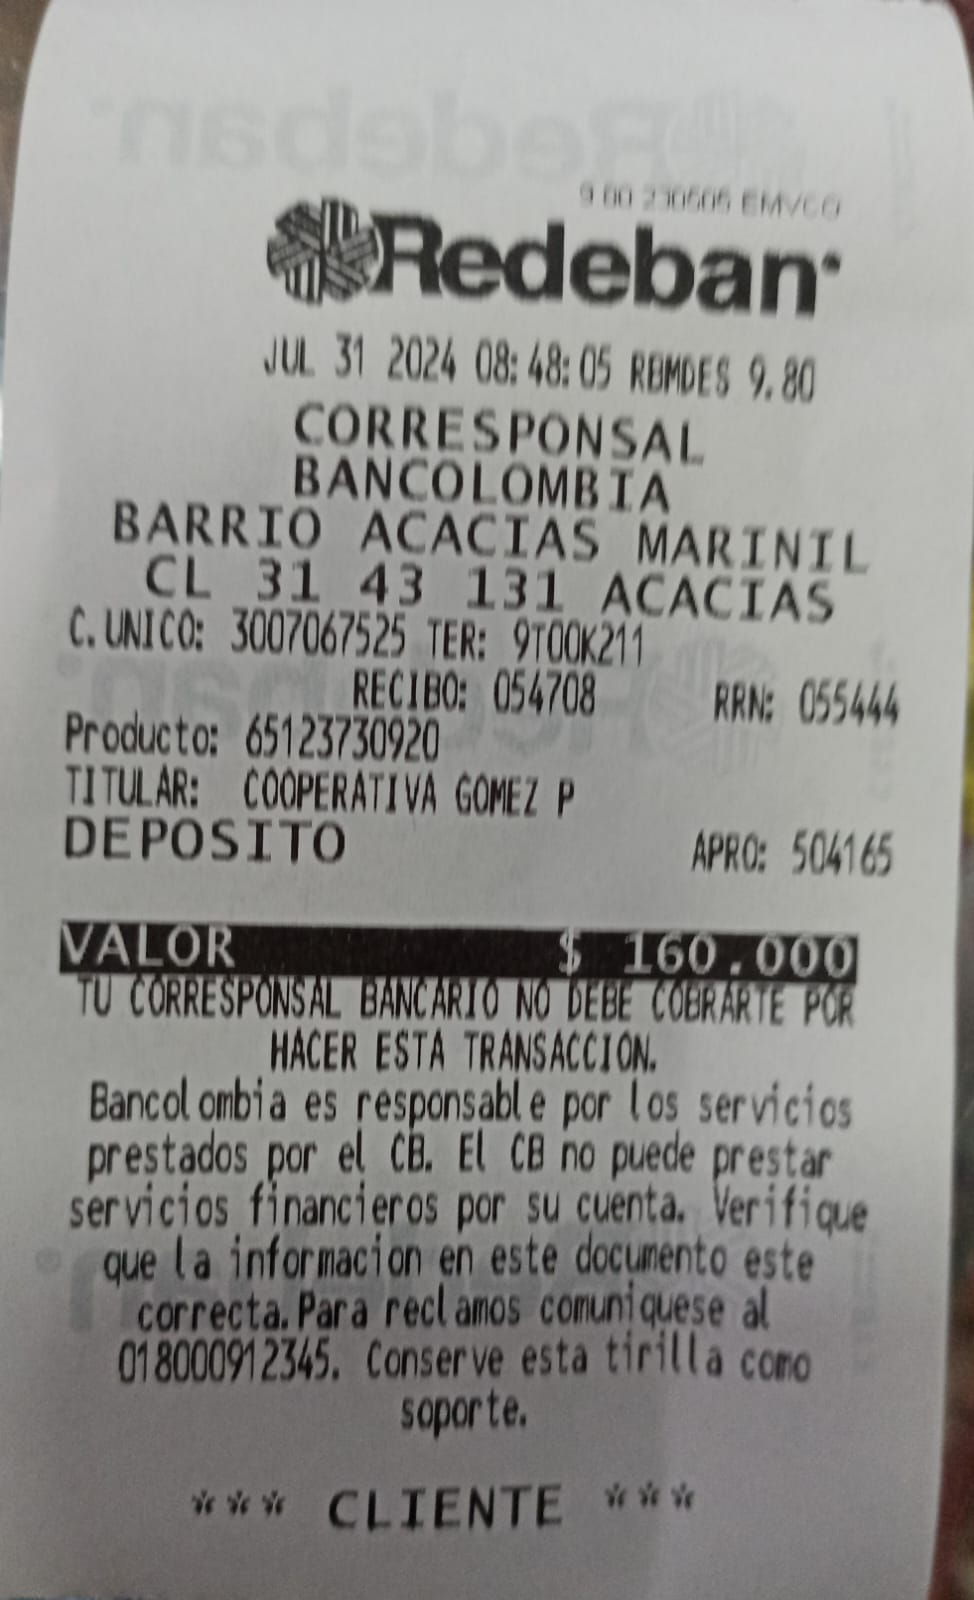 Redeban
JUL 31 2024 08:48:05 RBMDES 9.80
CORRESPONSAL
BANCOLOMBIA
BARRIO ACACIAS MARINIL
CL 31 43 131 ACACIAS
C. UNICO: 3007067525 TER: 9T00K211
RECIBO: 054708 RRN: 055444
Producto: 65123730920
TITULAR: COOPERATIVA GOMEZ P
DEPOSITO APRO: 504165
VALOR $ 160.000
TU CORRESPONSAL BANCARIO NO DEBE COBRARTE POR
HACER ESTA TRANSACCION.
Bancolombia es responsable por los servicios
prestados por el CB. El CB no puede prestar
servicios financieros por su cuenta. Verifique
que la informacion en este documento este
correcta.Para reclamos comuniquese al
018000912345. Conserve esta tirilla como
soporte.
*** CLIENTE ***